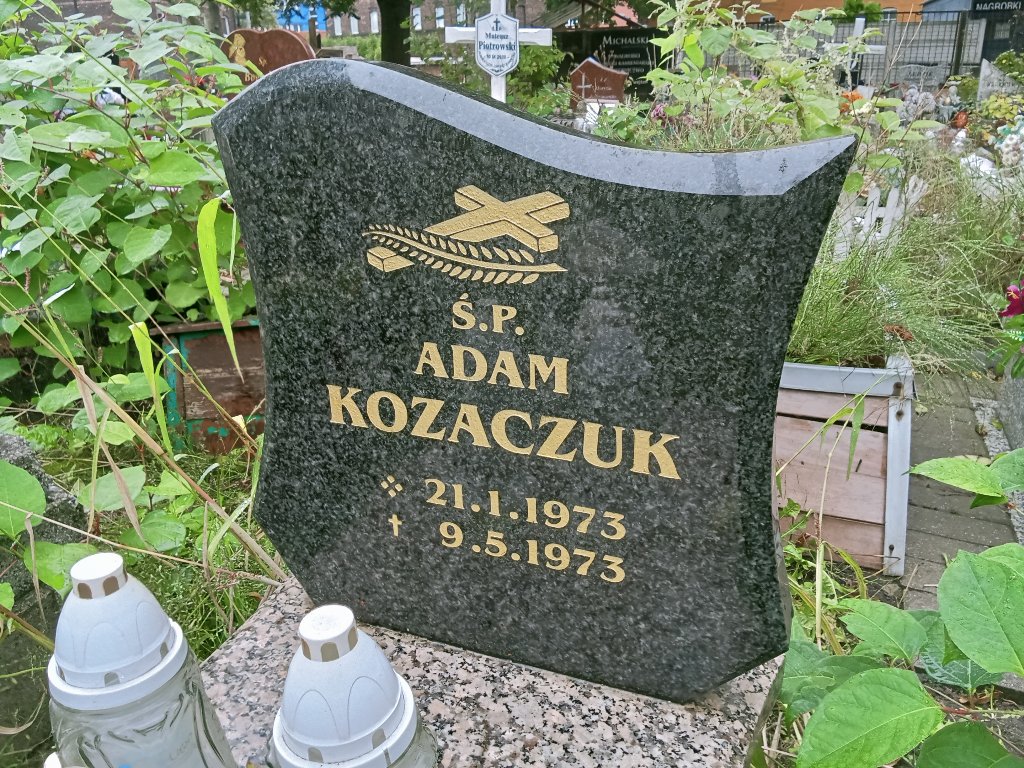 Mateusz
Piotrowski
MICHALSKI
NAGROBKI
Ś.P.
ADAM
KOZACZUK
21.1.1973
✝ 9.5.1973